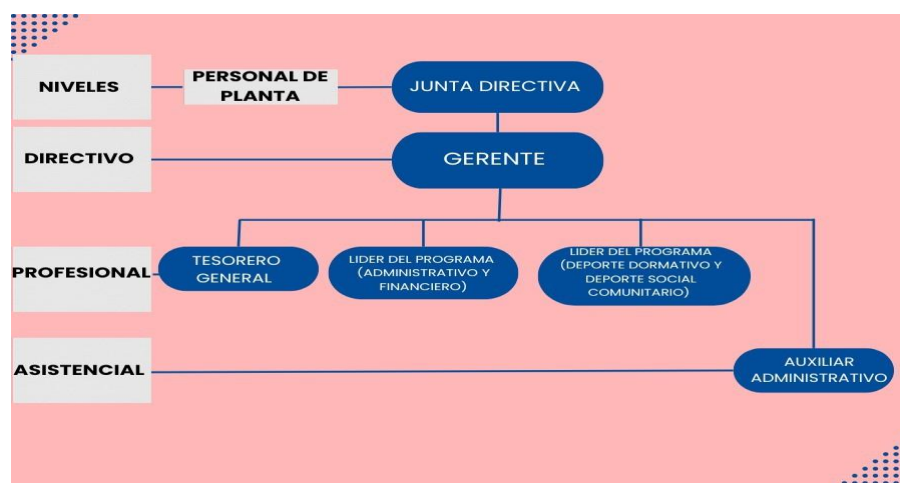 NIVELES
PERSONAL DE
PLANTA
JUNTA DIRECTIVA
DIRECTIVO
GERENTE
PROFESIONAL
TESORERO
GENERAL
LIDER DEL PROGRAMA
(ADMINISTRATIVO Y
FINANCIERO)
LIDER DEL PROGRAMA
(DEPORTE DORMATIVO Y
DEPORTE SOCIAL
COMUNITARIO)
ASISTENCIAL
AUXILIAR
ADMINISTRATIVO